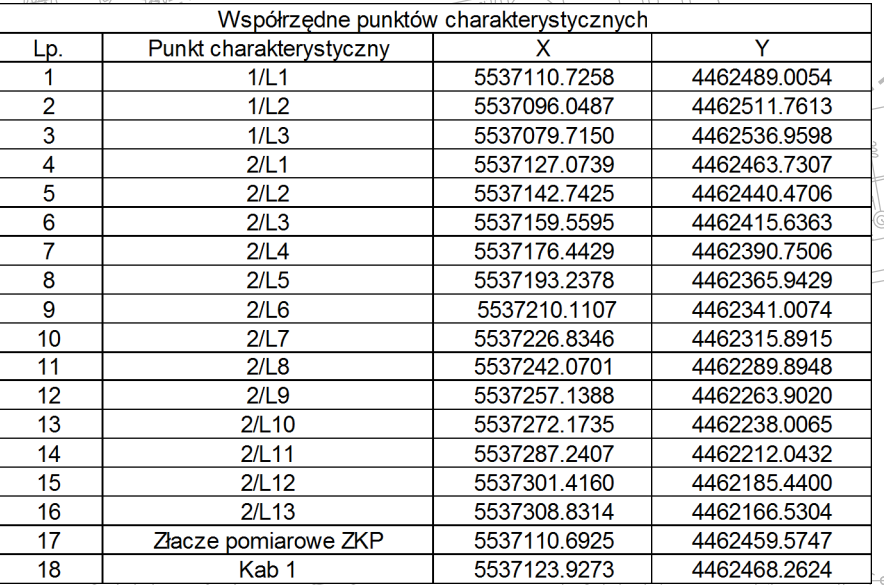 Współrzędne punktów charakterystycznych
Lp. Punkt charakterystyczny X Y
1 1/L1 5537110.7258 4462489.0054
2 1/L2 5537096.0487 4462511.7613
3 1/L3 5537079.7150 4462536.9598
4 2/L1 5537127.0739 4462463.7307
5 2/L2 5537142.7425 4462440.4706
6 2/L3 5537159.5595 4462415.6363
7 2/L4 5537176.4429 4462390.7506
8 2/L5 5537193.2378 4462365.9429
9 2/L6 5537210.1107 4462341.0074
10 2/L7 5537226.8346 4462315.8915
11 2/L8 5537242.0701 4462289.8948
12 2/L9 5537257.1388 4462263.9020
13 2/L10 5537272.1735 4462238.0065
14 2/L11 5537287.2407 4462212.0432
15 2/L12 5537301.4160 4462185.4400
16 2/L13 5537308.8314 4462166.5304
17 Złacze pomiarowe ZKP 5537110.6925 4462459.5747
18 Kab 1 5537123.9273 4462468.2624